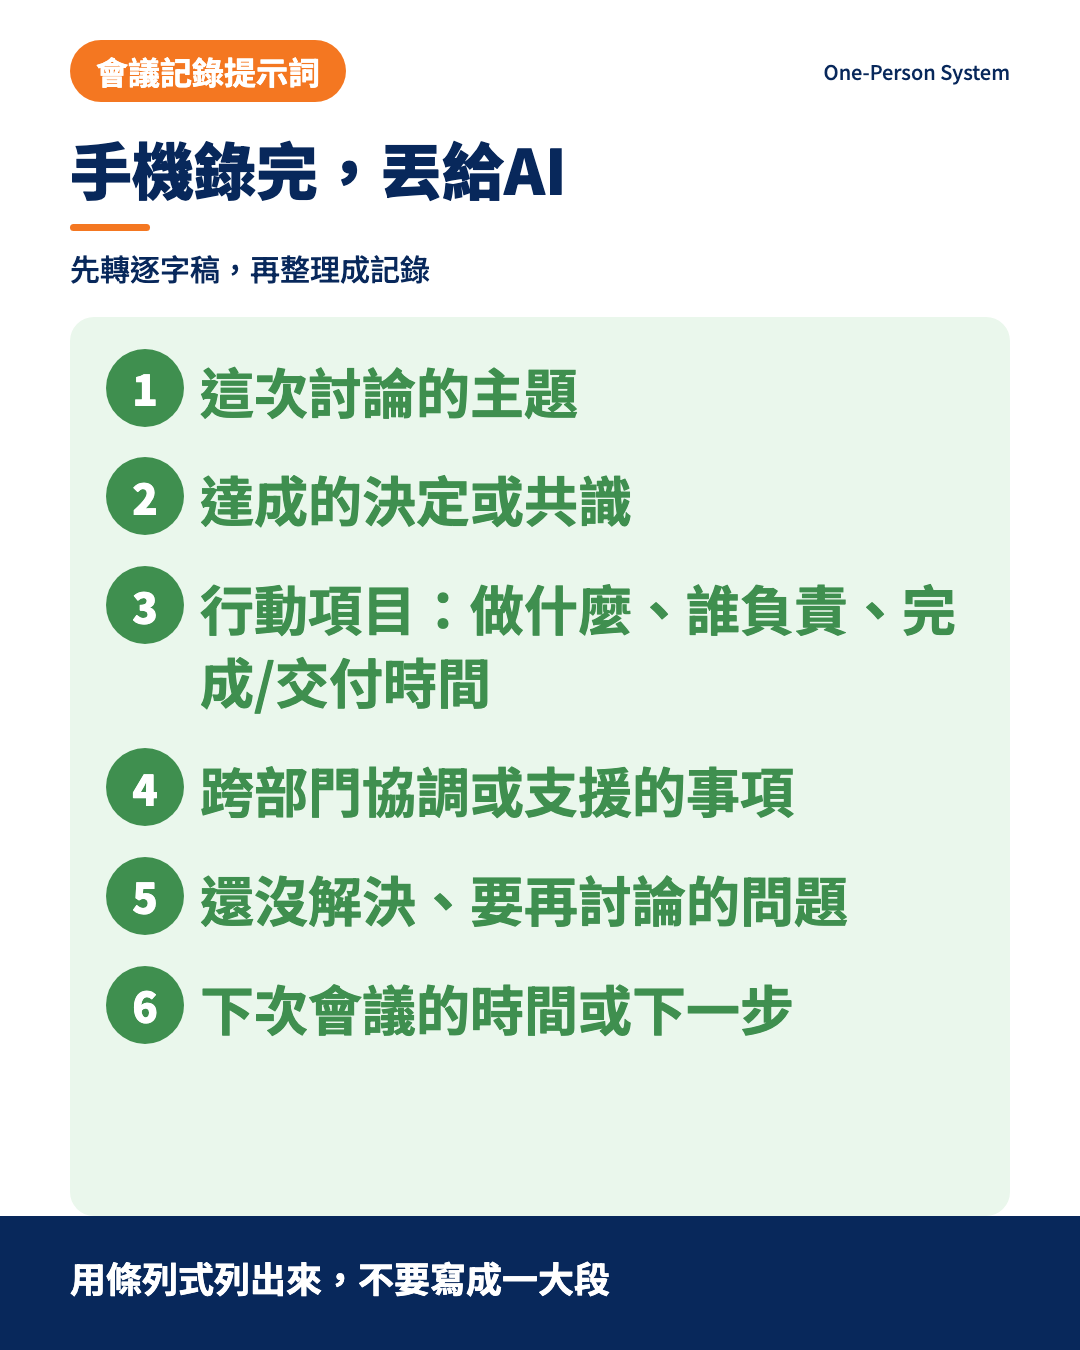 會議記錄提示詞
One-Person System
手機錄完，丟給AI
先轉逐字稿，再整理成記錄
1 這次討論的主題
2 達成的決定或共識
3 行動項目：做什麼、誰負責、完
成/交付時間
4 跨部門協調或支援的事項
5 還沒解決、要再討論的問題
6 下次會議的時間或下一步
用條列式列出來，不要寫成一大段